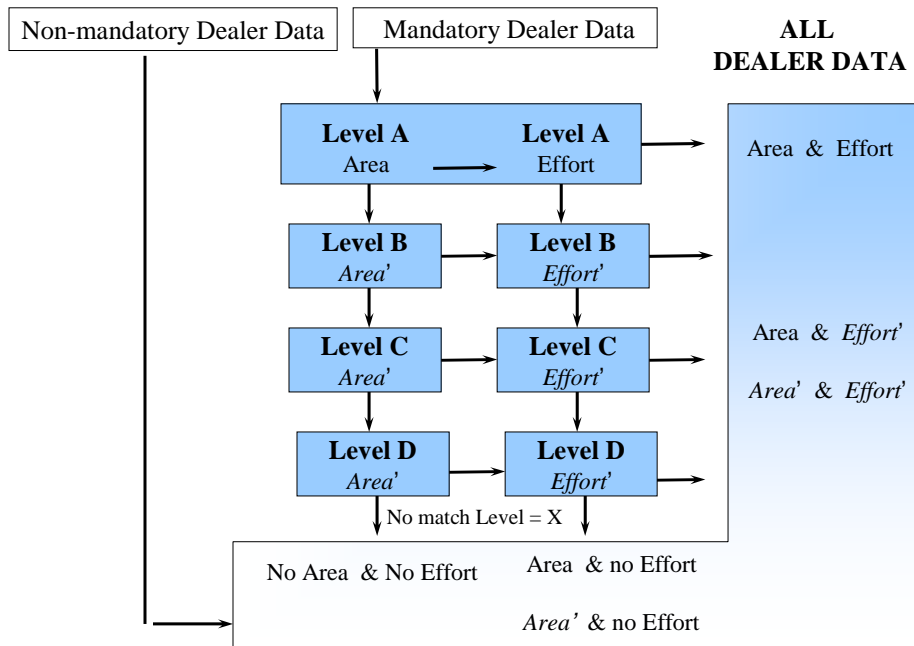 Non-mandatory Dealer Data
Mandatory Dealer Data
ALL
DEALER DATA
Level A
Area
Level A
Effort
Area & Effort
Level B
Area’
Level B
Effort’
Level C
Area’
Level C
Effort’
Area & Effort’
Area’ & Effort’
Level D
Area’
Level D
Effort’
No match Level = X
No Area & No Effort
Area & no Effort
Area’ & no Effort